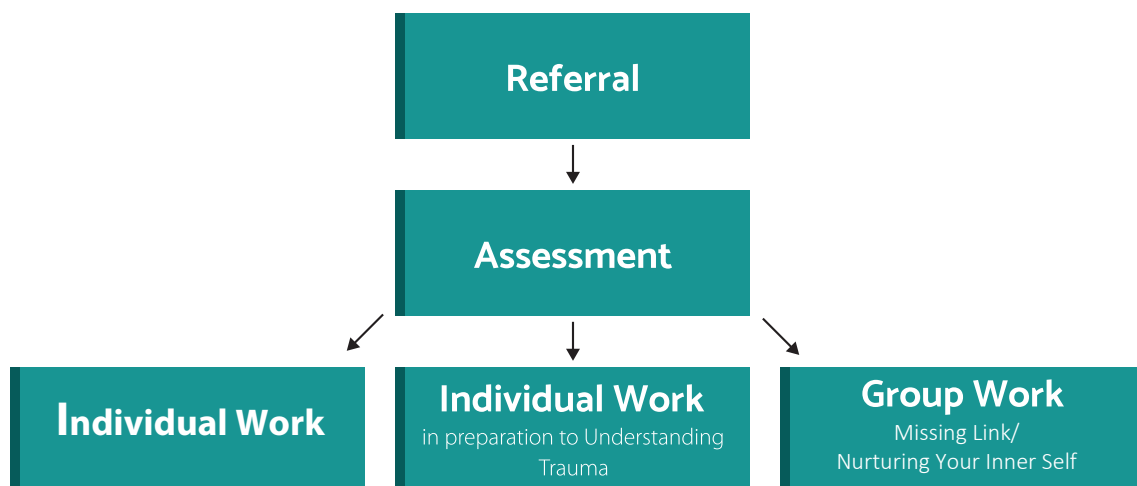 Referral
Assessment
Individual Work
Individual Work
in preparation to Understanding
Trauma
Group Work
Missing Link/
Nurturing Your Inner Self